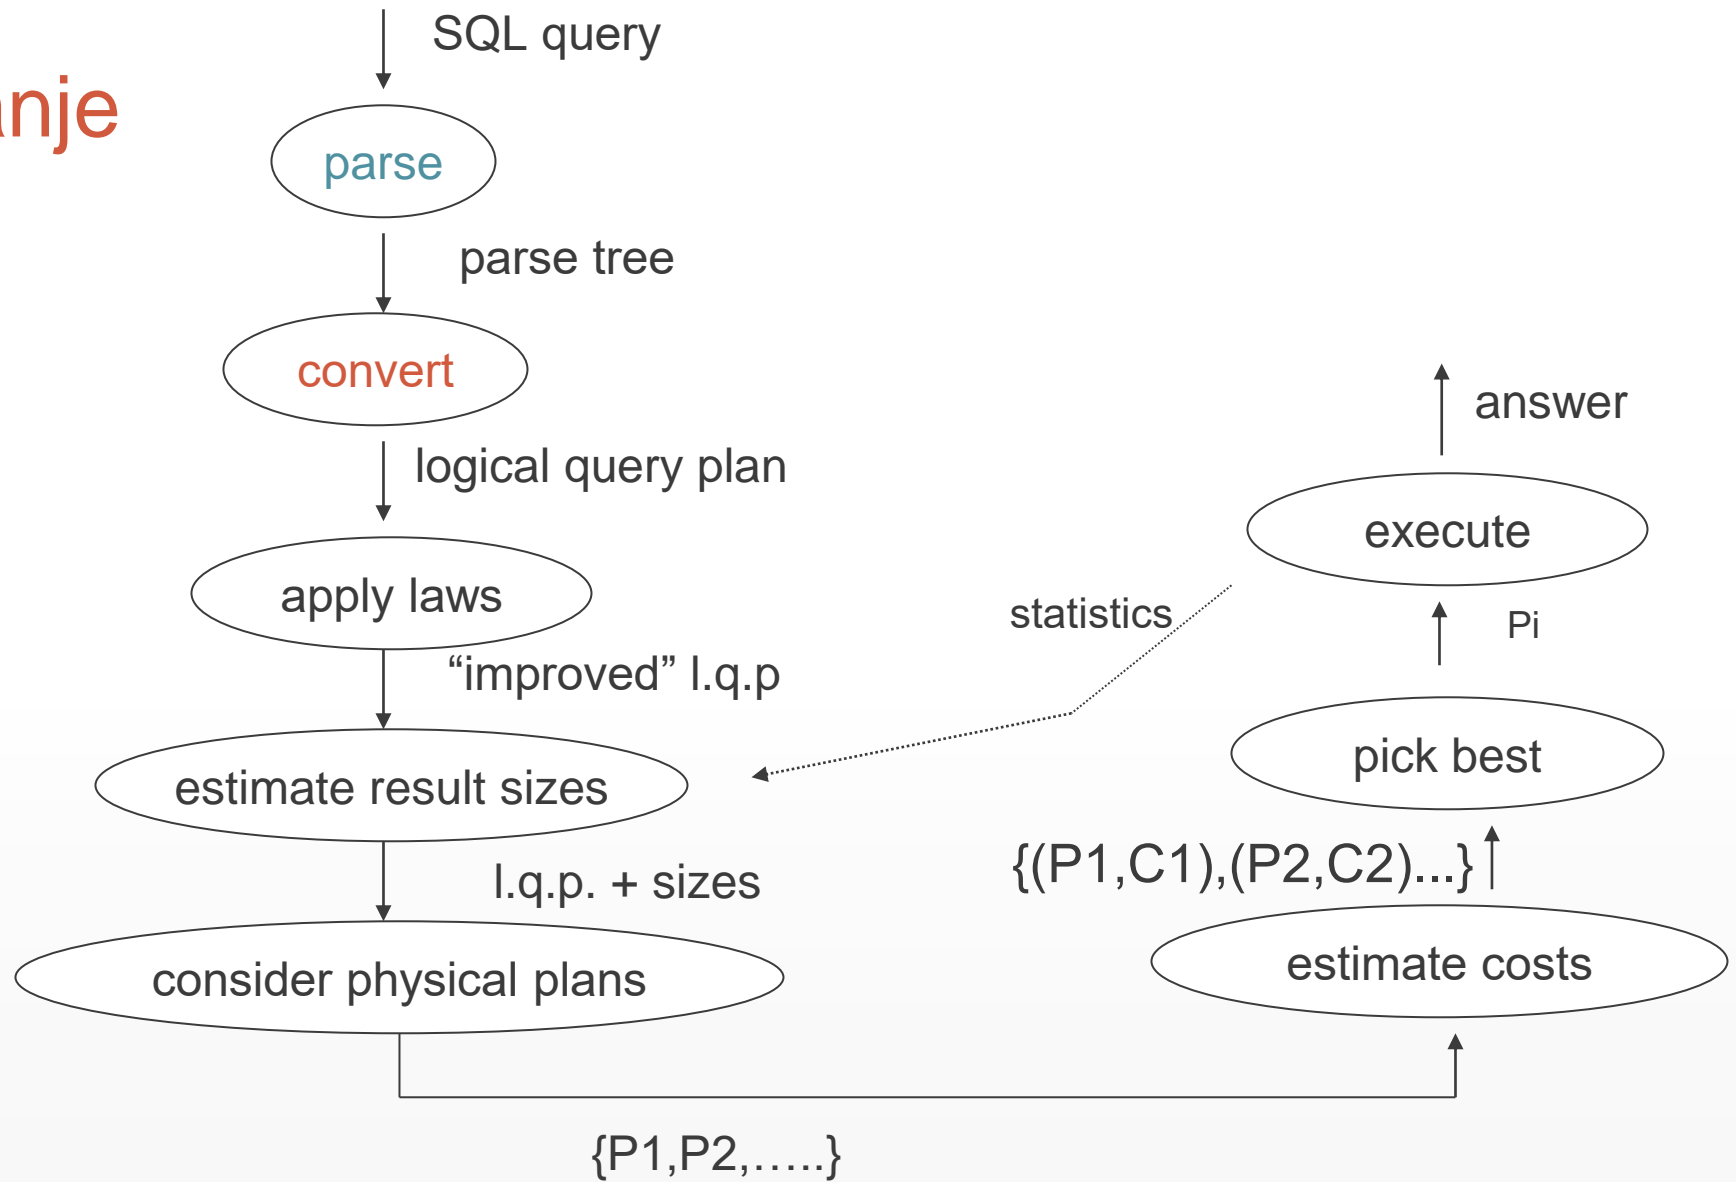 SQL query
anje
parse
parse tree
convert
logical query plan
apply laws
“improved” l.q.p
estimate result sizes
l.q.p. + sizes
consider physical plans
{P1,P2,…..}
estimate costs
{(P1,C1),(P2,C2)...}
pick best
Pi
execute
statistics
answer